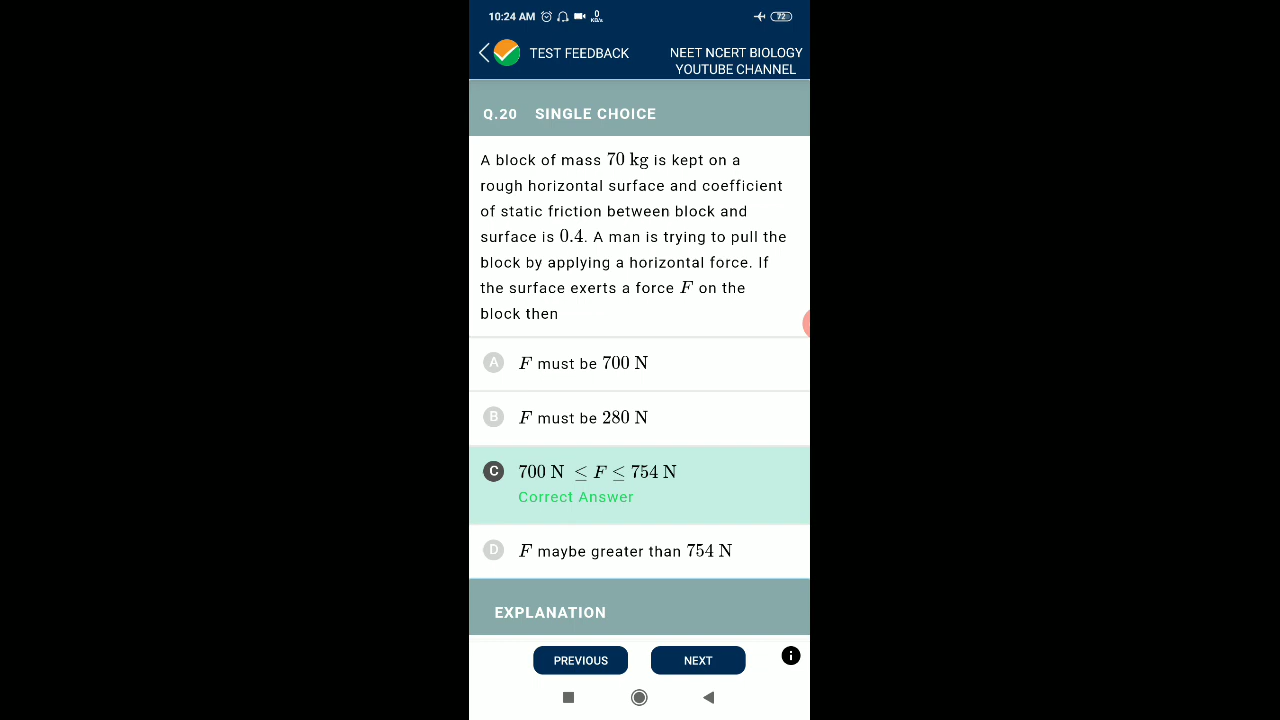 10:24 AM 0 KB/s 72
TEST FEEDBACK
NEET NCERT BIOLOGY
YOUTUBE CHANNEL
Q.20 SINGLE CHOICE
A block of mass 70 kg is kept on a
rough horizontal surface and coefficient
of static friction between block and
surface is 0.4. A man is trying to pull the
block by applying a horizontal force. If
the surface exerts a force F on the
block then
A F must be 700 N
B F must be 280 N
C 700 N ≤ F ≤ 754 N
Correct Answer
D F maybe greater than 754 N
EXPLANATION
PREVIOUS NEXT